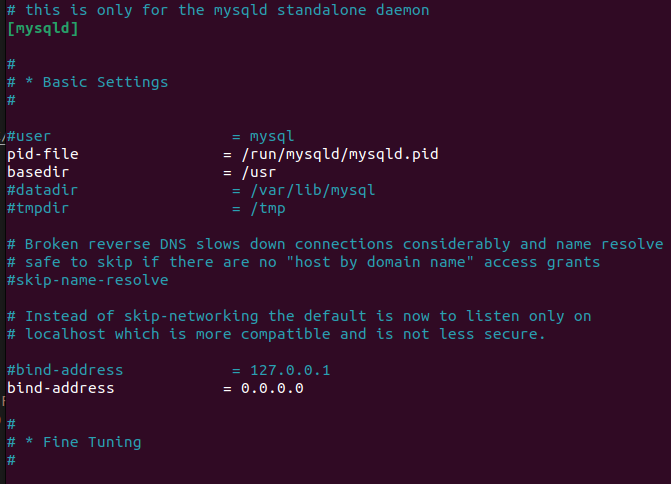 # this is only for the mysqld standalone daemon
[mysqld]
#
# * Basic Settings
#
#user                    = mysql
pid-file                = /run/mysqld/mysqld.pid
basedir                 = /usr
#datadir                 = /var/lib/mysql
#tmpdir                  = /tmp
# Broken reverse DNS slows down connections considerably and name resolve
# safe to skip if there are no "host by domain name" access grants
#skip-name-resolve
# Instead of skip-networking the default is now to listen only on
# localhost which is more compatible and is not less secure.
#bind-address            = 127.0.0.1
bind-address            = 0.0.0.0
#
# * Fine Tuning
#